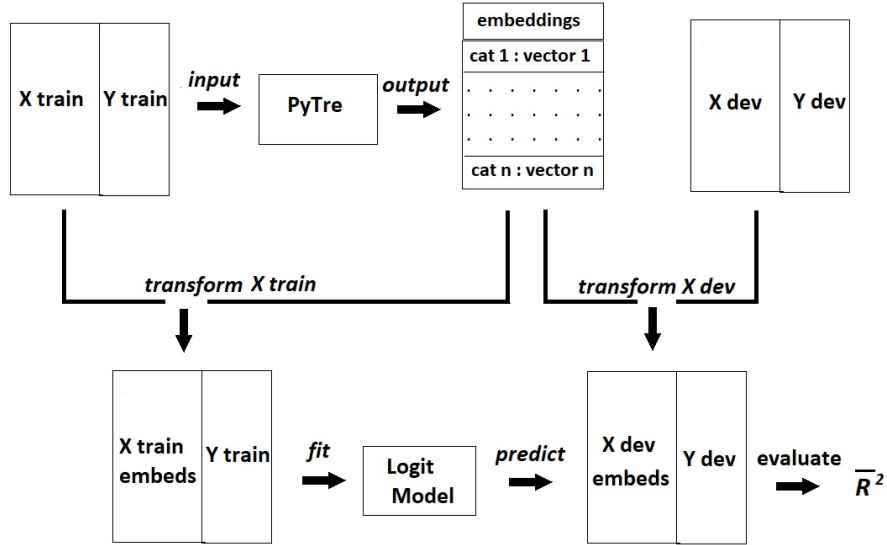 embeddings
X train
Y train
input
PyTre
output
cat 1 : vector 1
. . . . . . .
. . . . . . .
. . . . . . .
cat n : vector n
X dev
Y dev
transform X train
transform X dev
X train
embeds
Y train
fit
Logit
Model
predict
X dev
embeds
Y dev
evaluate
R̅ ²